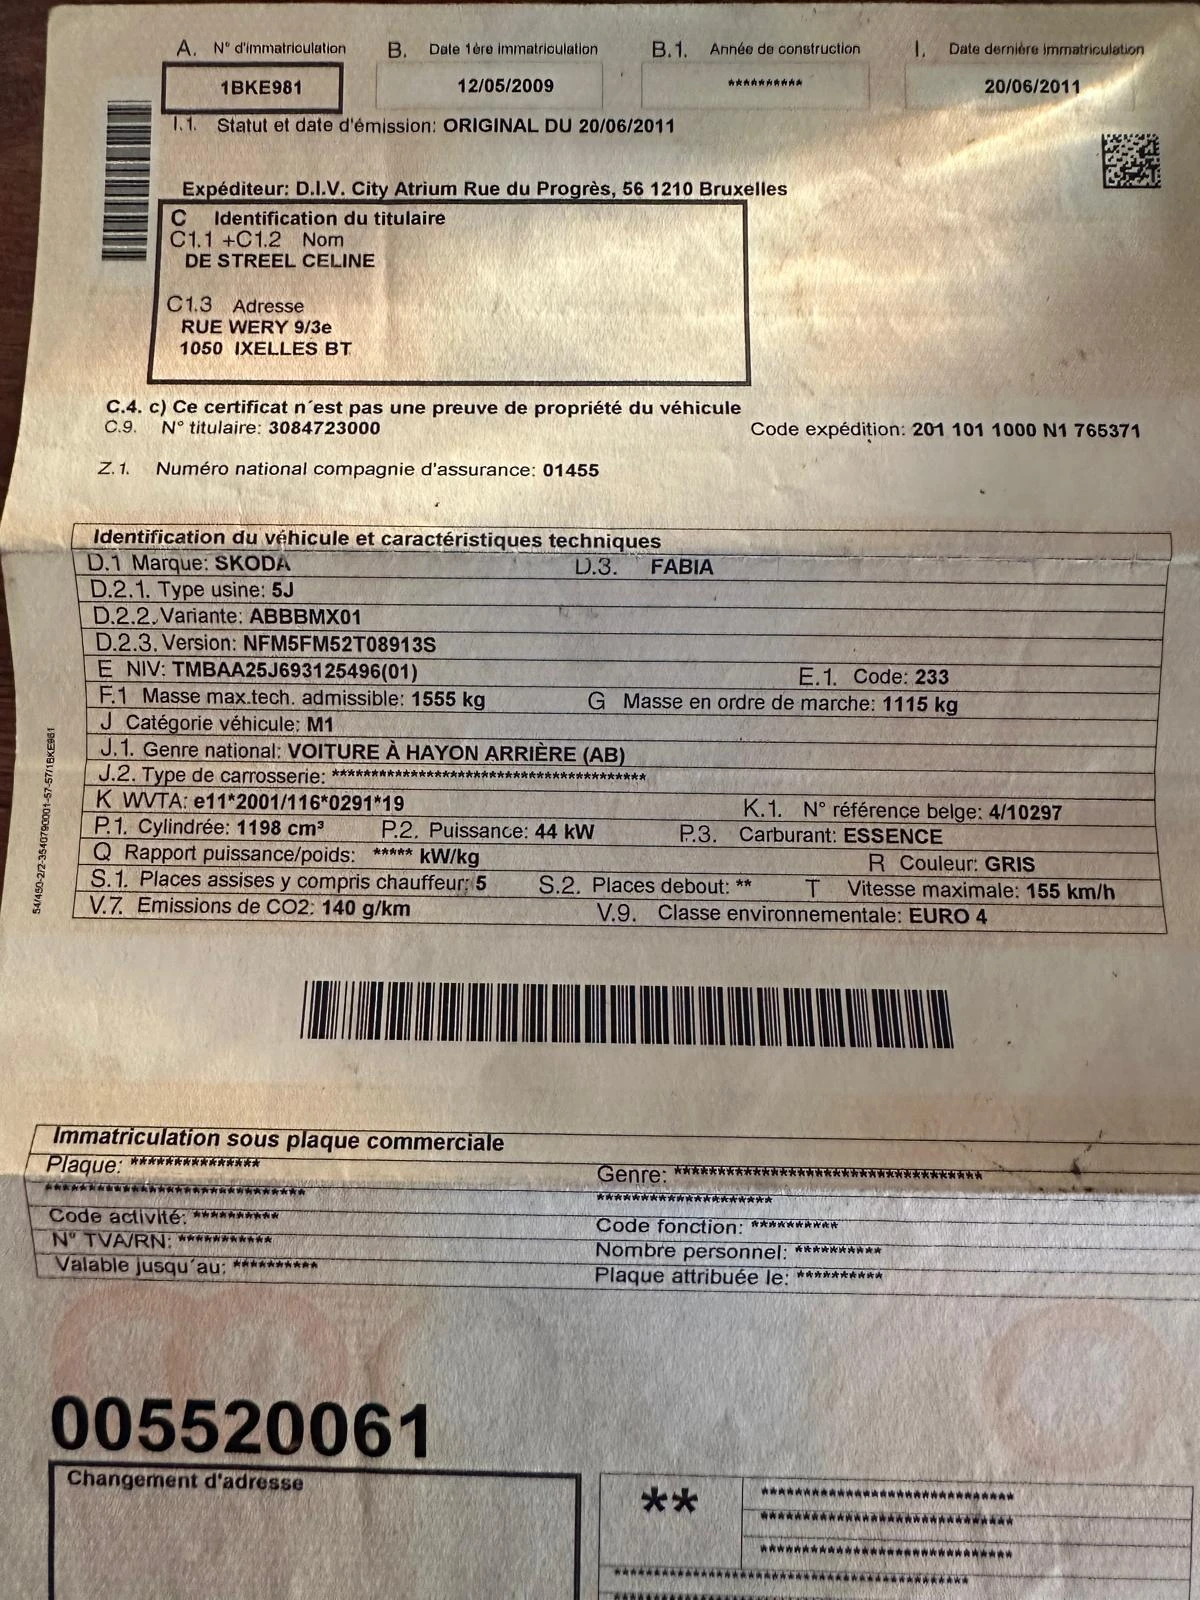 A. N° d'immatriculation B. Date 1ère immatriculation B.1. Année de construction I. Date dernière immatriculation
1BKE981 12/05/2009 ********** 20/06/2011
I.1. Statut et date d'émission: ORIGINAL DU 20/06/2011
Expéditeur: D.I.V. City Atrium Rue du Progrès, 56 1210 Bruxelles
C Identification du titulaire
C1.1 +C1.2 Nom
DE STREEL CELINE
C1.3 Adresse
RUE WERY 9/3e
1050 IXELLES BT
C.4. c) Ce certificat n´est pas une preuve de propriété du véhicule
C.9. N° titulaire: 3084723000 Code expédition: 201 101 1000 N1 765371
Z.1. Numéro national compagnie d'assurance: 01455
Identification du véhicule et caractéristiques techniques
D.1 Marque: SKODA D.3. FABIA
D.2.1. Type usine: 5J
D.2.2. Variante: ABBBMX01
D.2.3. Version: NFM5FM52T08913S
E NIV: TMBAA25J693125496(01) E.1. Code: 233
F.1 Masse max.tech. admissible: 1555 kg G Masse en ordre de marche: 1115 kg
J Catégorie véhicule: M1
J.1. Genre national: VOITURE À HAYON ARRIÈRE (AB)
J.2. Type de carrosserie: **************************************
K WVTA: e11*2001/116*0291*19 K.1. N° référence belge: 4/10297
P.1. Cylindrée: 1198 cm³ P.2. Puissance: 44 kW P.3. Carburant: ESSENCE
Q Rapport puissance/poids: ***** kW/kg R Couleur: GRIS
S.1. Places assises y compris chauffeur: 5 S.2. Places debout: ** T Vitesse maximale: 155 km/h
V.7. Emissions de CO2: 140 g/km V.9. Classe environnementale: EURO 4
Immatriculation sous plaque commerciale
Plaque: *************** Genre: ***********************************
****************************** ********************
Code activité: ********** Code fonction: **********
N° TVA/RN: *********** Nombre personnel: **********
Valable jusqu´au: ********** Plaque attribuée le: **********
005520061
Changement d'adresse
**
*****************************
*****************************
*****************************
*****************************************